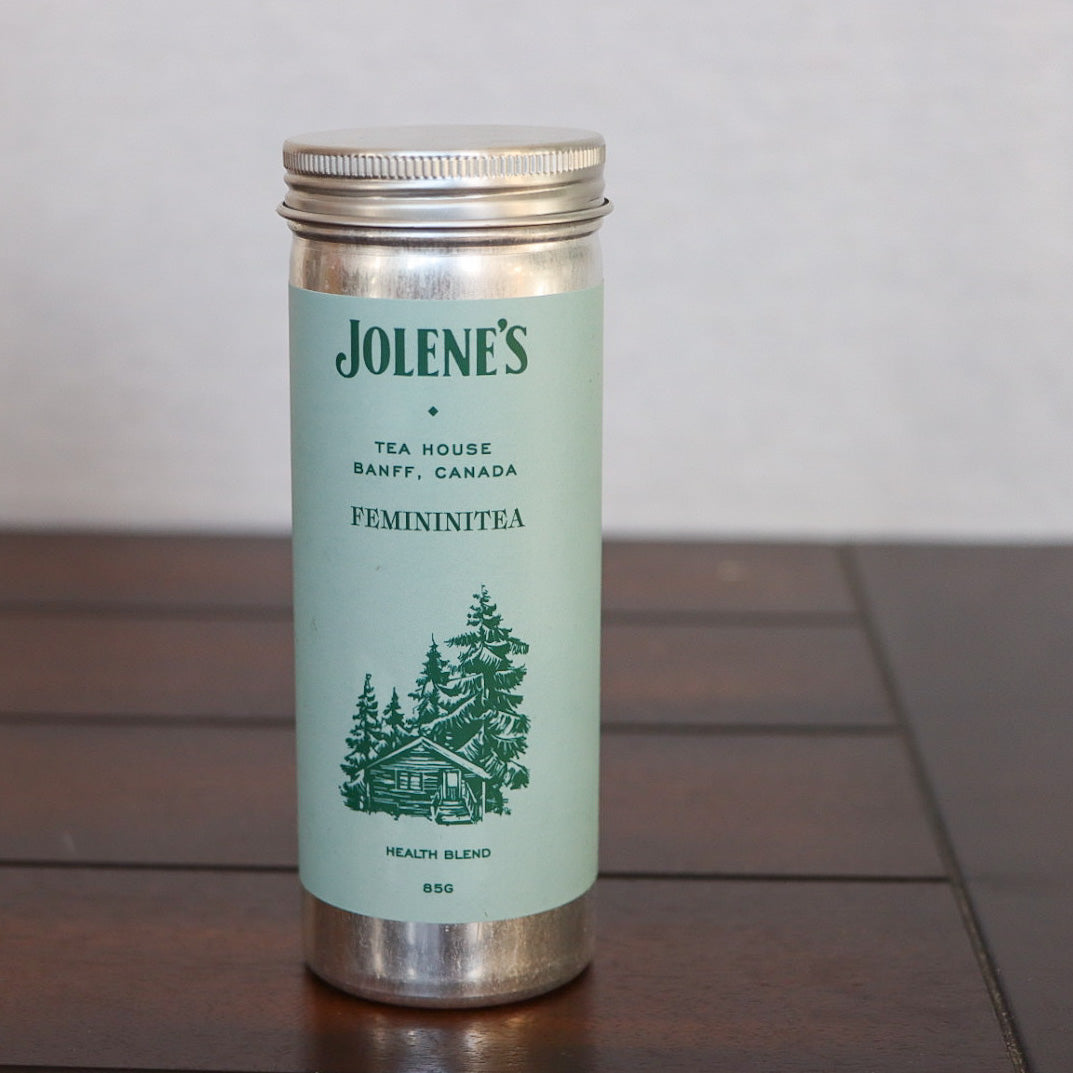 JOLENE'S
TEA HOUSE
BANFF, CANADA
FEMININITEA
HEALTH BLEND
85G